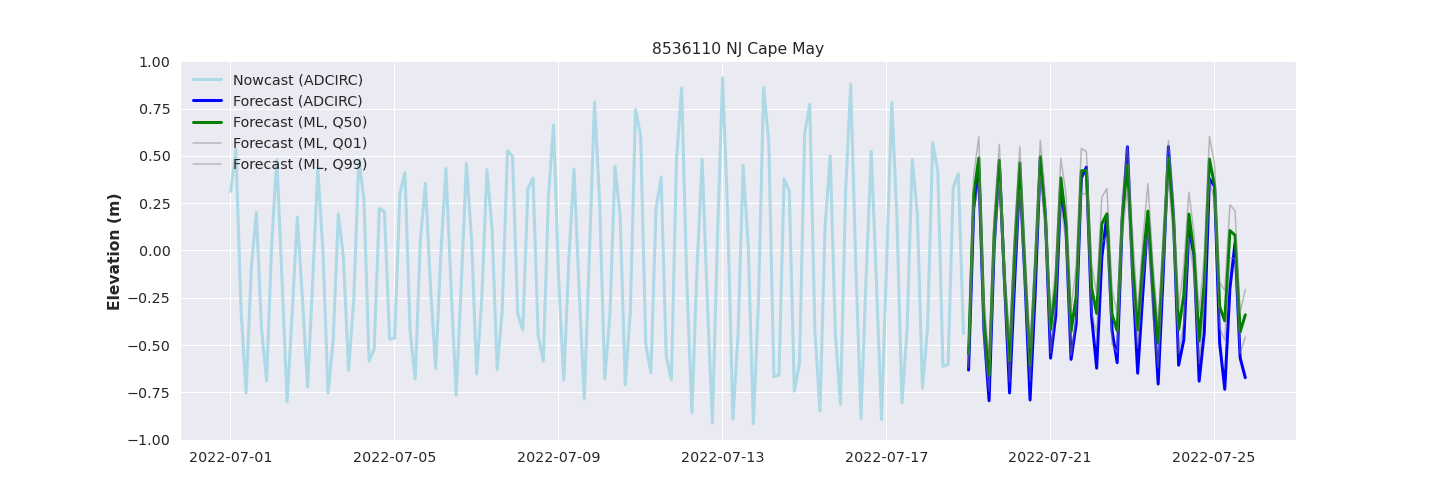 8536110 NJ Cape May
Elevation (m)
1.00
0.75
0.50
0.25
0.00
−0.25
−0.50
−0.75
−1.00
Nowcast (ADCIRC)
Forecast (ADCIRC)
Forecast (ML, Q50)
Forecast (ML, Q01)
Forecast (ML, Q99)
2022-07-01 2022-07-05 2022-07-09 2022-07-13 2022-07-17 2022-07-21 2022-07-25